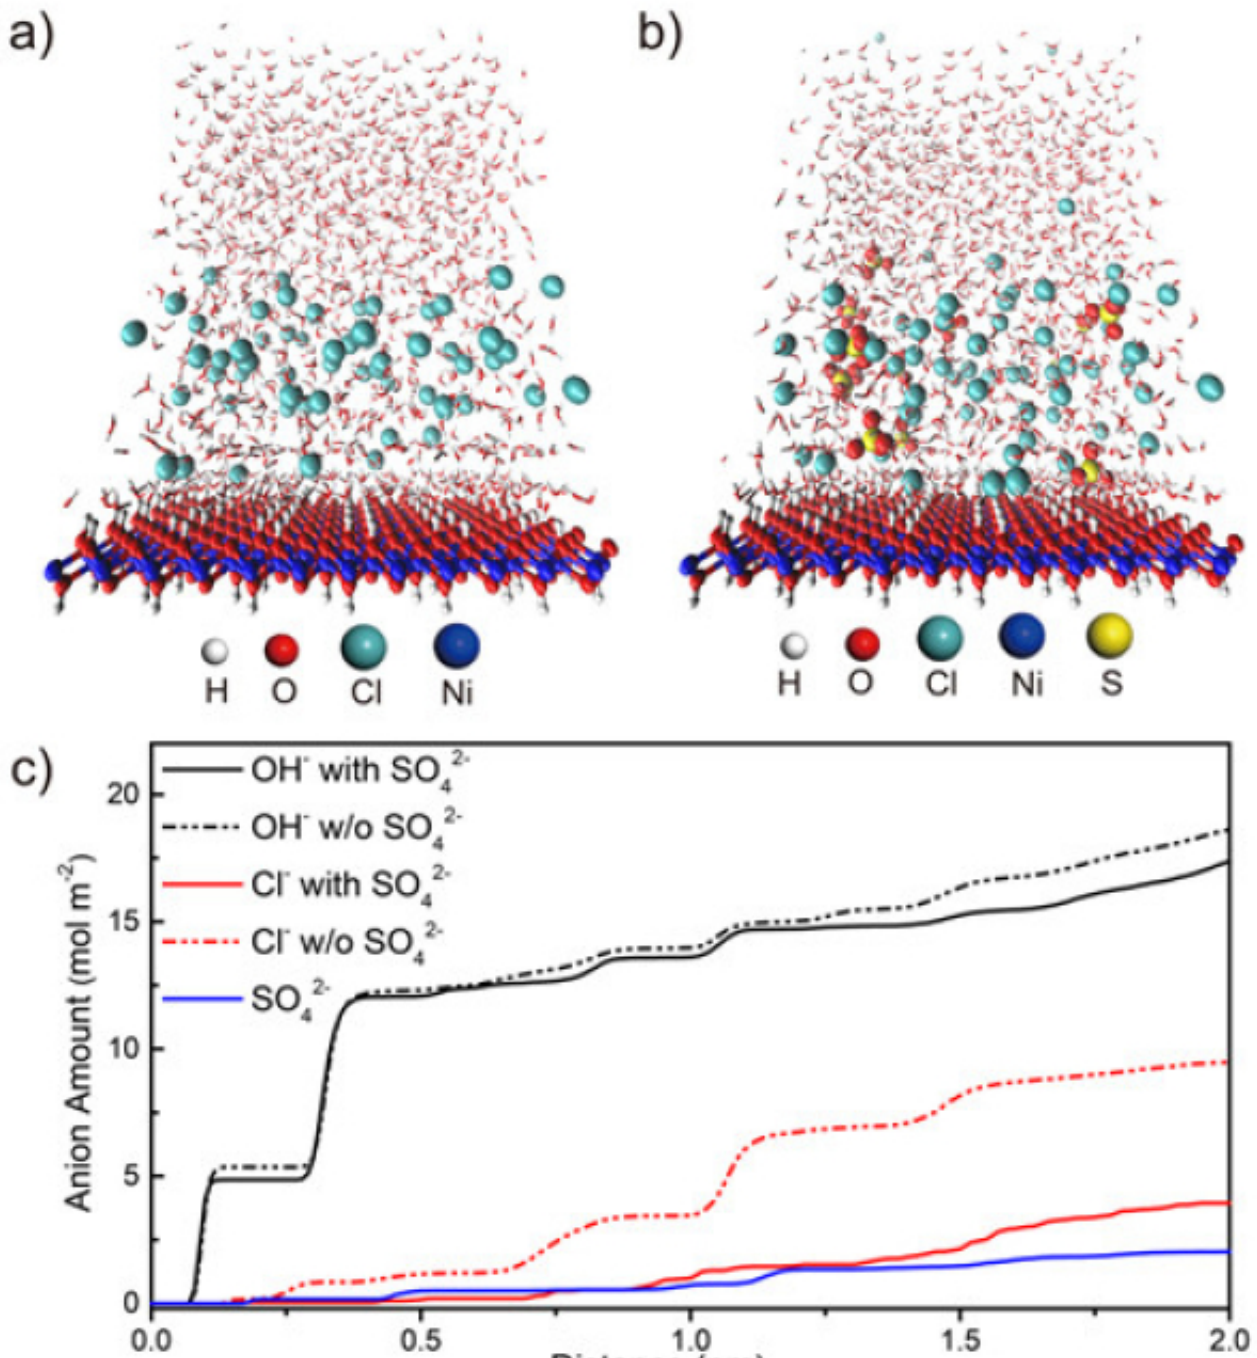 a)
b)
H O Cl Ni
H O Cl Ni S
c)
OH⁻ with SO₄²⁻
OH⁻ w/o SO₄²⁻
Cl⁻ with SO₄²⁻
Cl⁻ w/o SO₄²⁻
SO₄²⁻
Anion Amount (mol m⁻²)
20
15
10
5
0
0.0 0.5 1.0 1.5 2.0